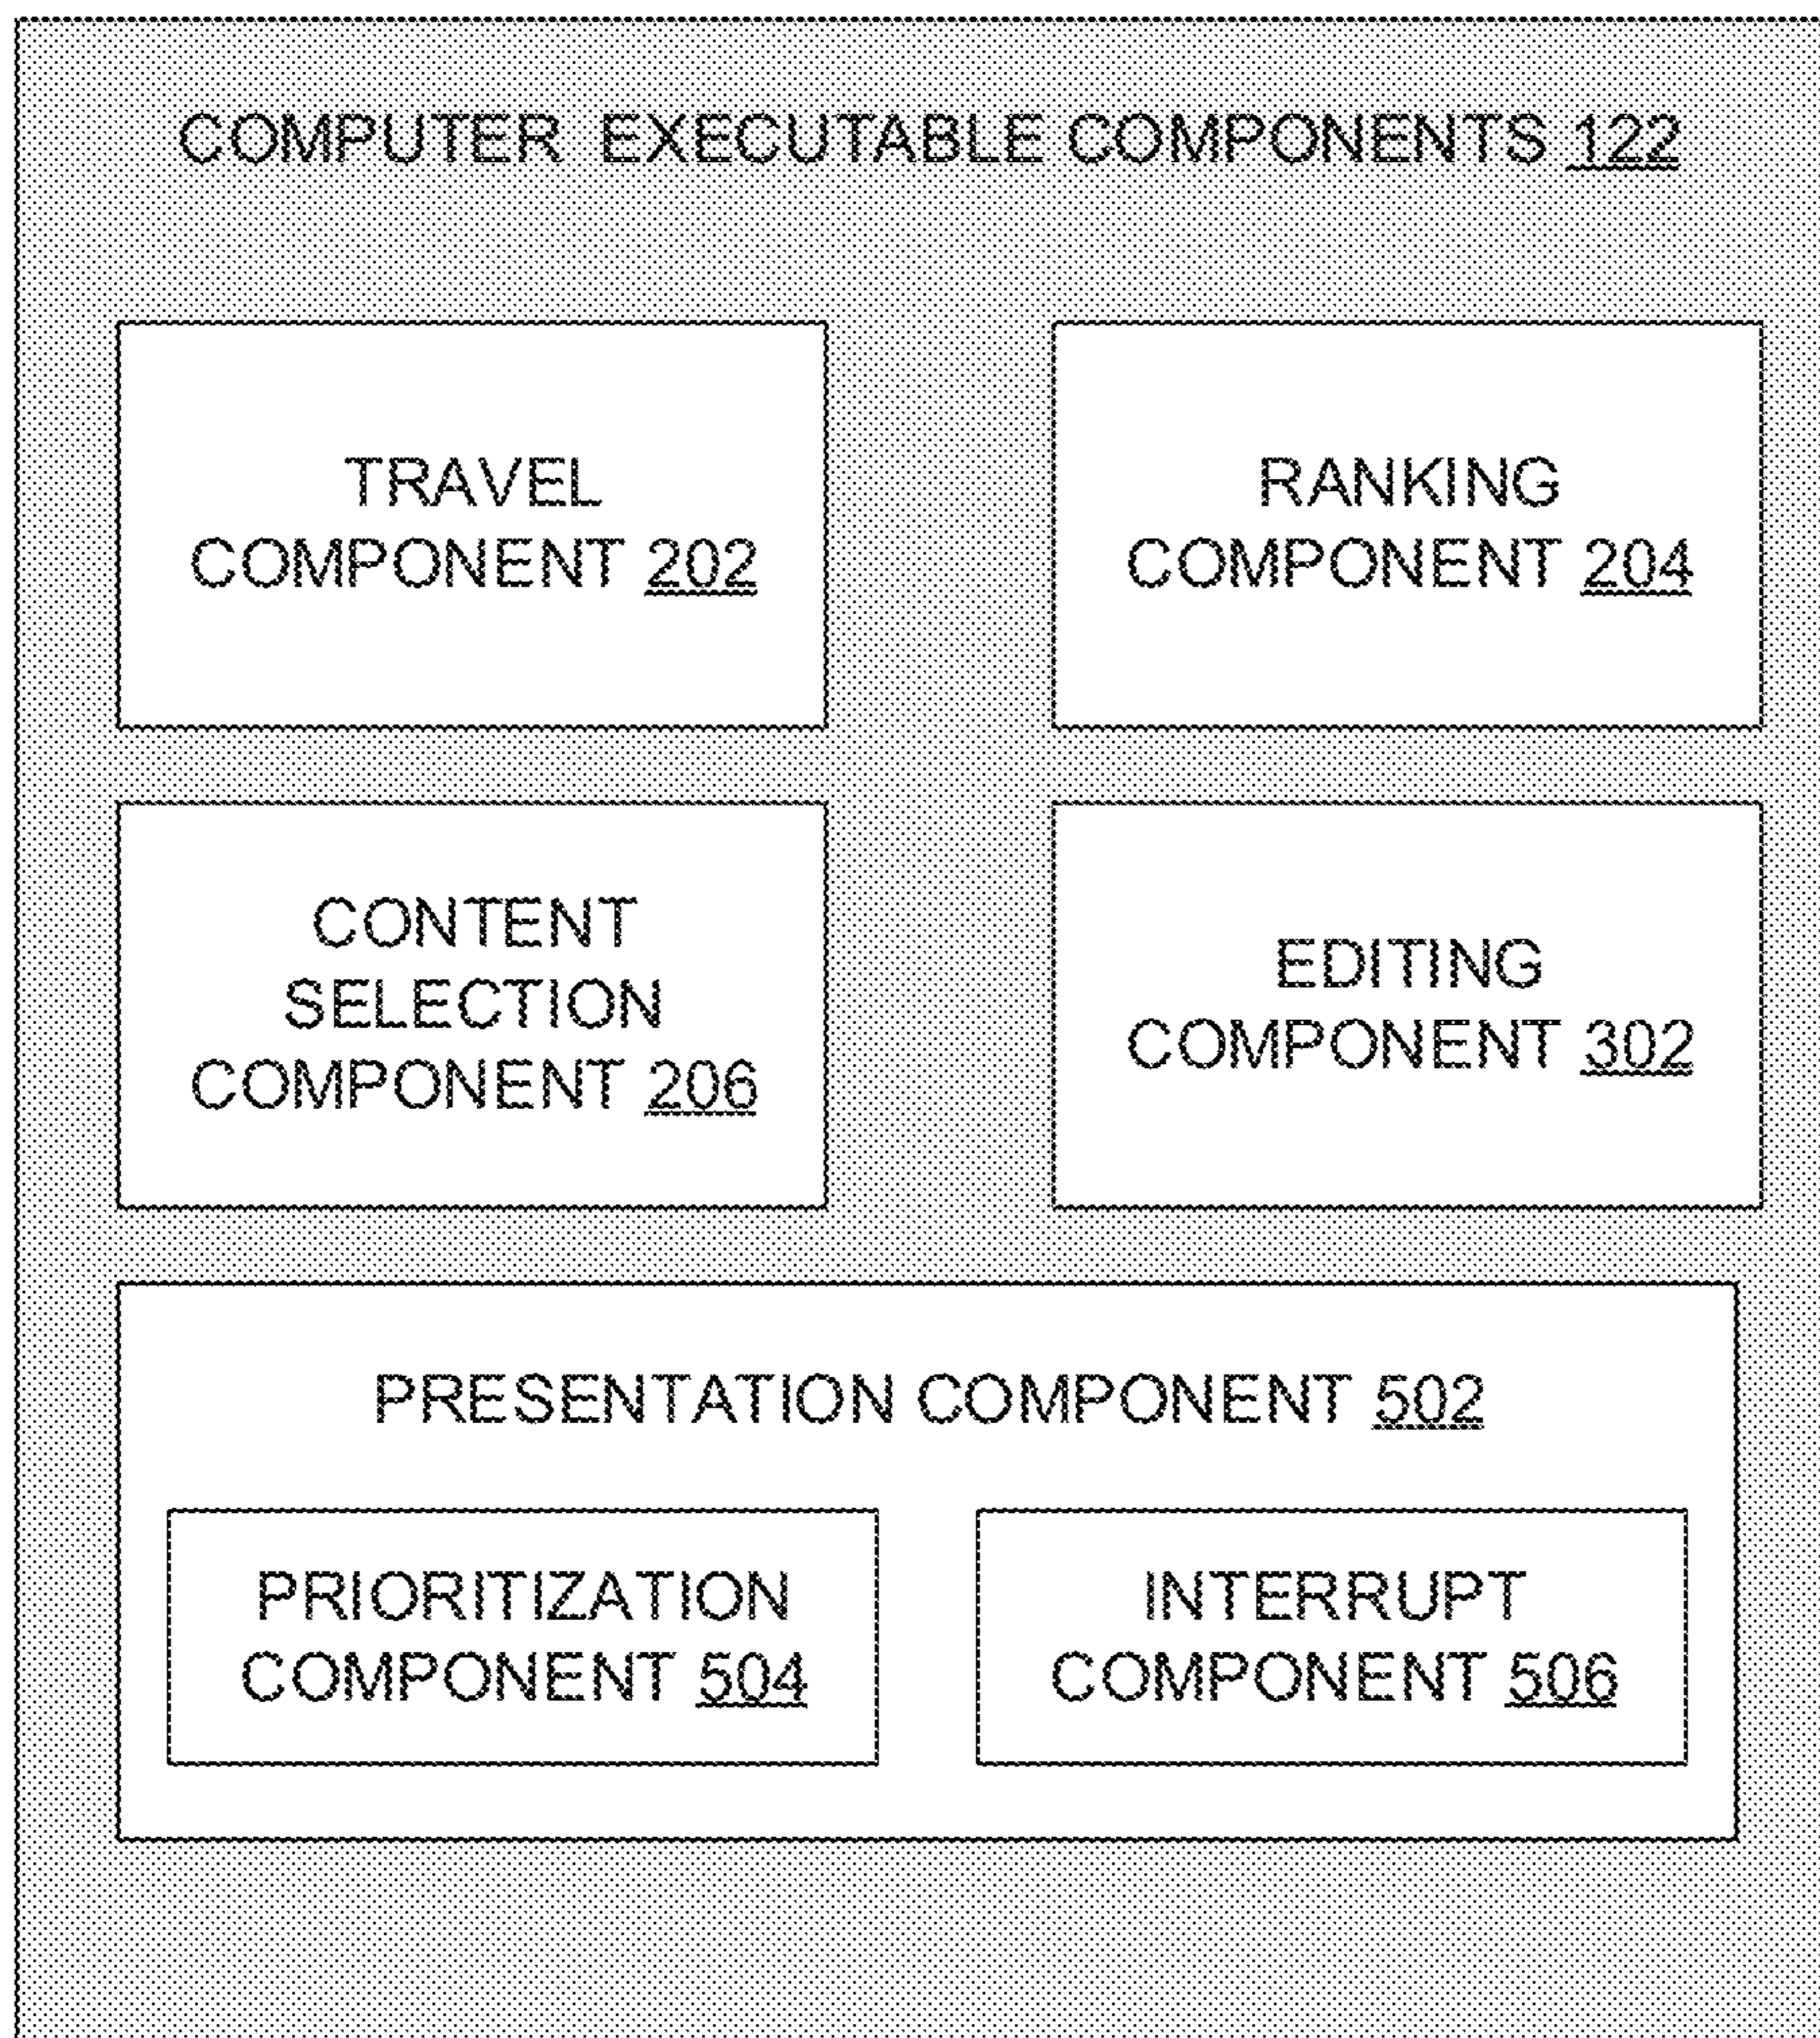 COMPUTER EXECUTABLE COMPONENTS 122
TRAVEL
COMPONENT 202
RANKING
COMPONENT 204
CONTENT
SELECTION
COMPONENT 206
EDITING
COMPONENT 302
PRESENTATION COMPONENT 502
PRIORITIZATION
COMPONENT 504
INTERRUPT
COMPONENT 506